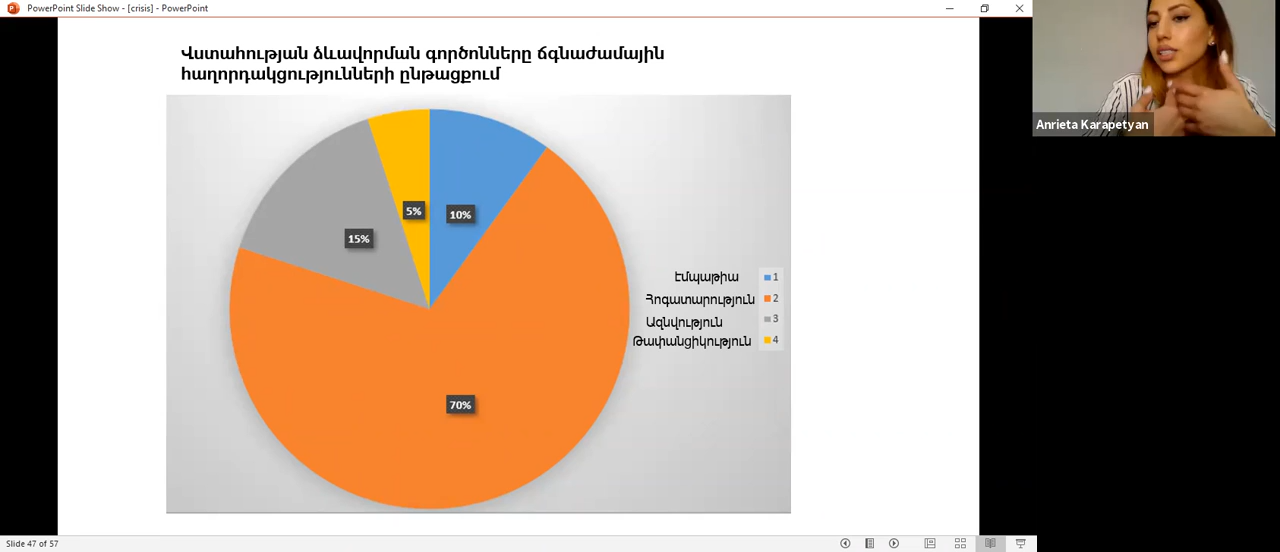 PowerPoint Slide Show - [crisis] - PowerPoint
Վստահության ձևավորման գործոնները ճգնաժամային
հաղորդակցությունների ընթացքում
5%
10%
15%
70%
Էմպաթիա 1
Հոգատարություն 2
Ազնվություն 3
Թափանցիկություն 4
Anrieta Karapetyan
Slide 47 of 57